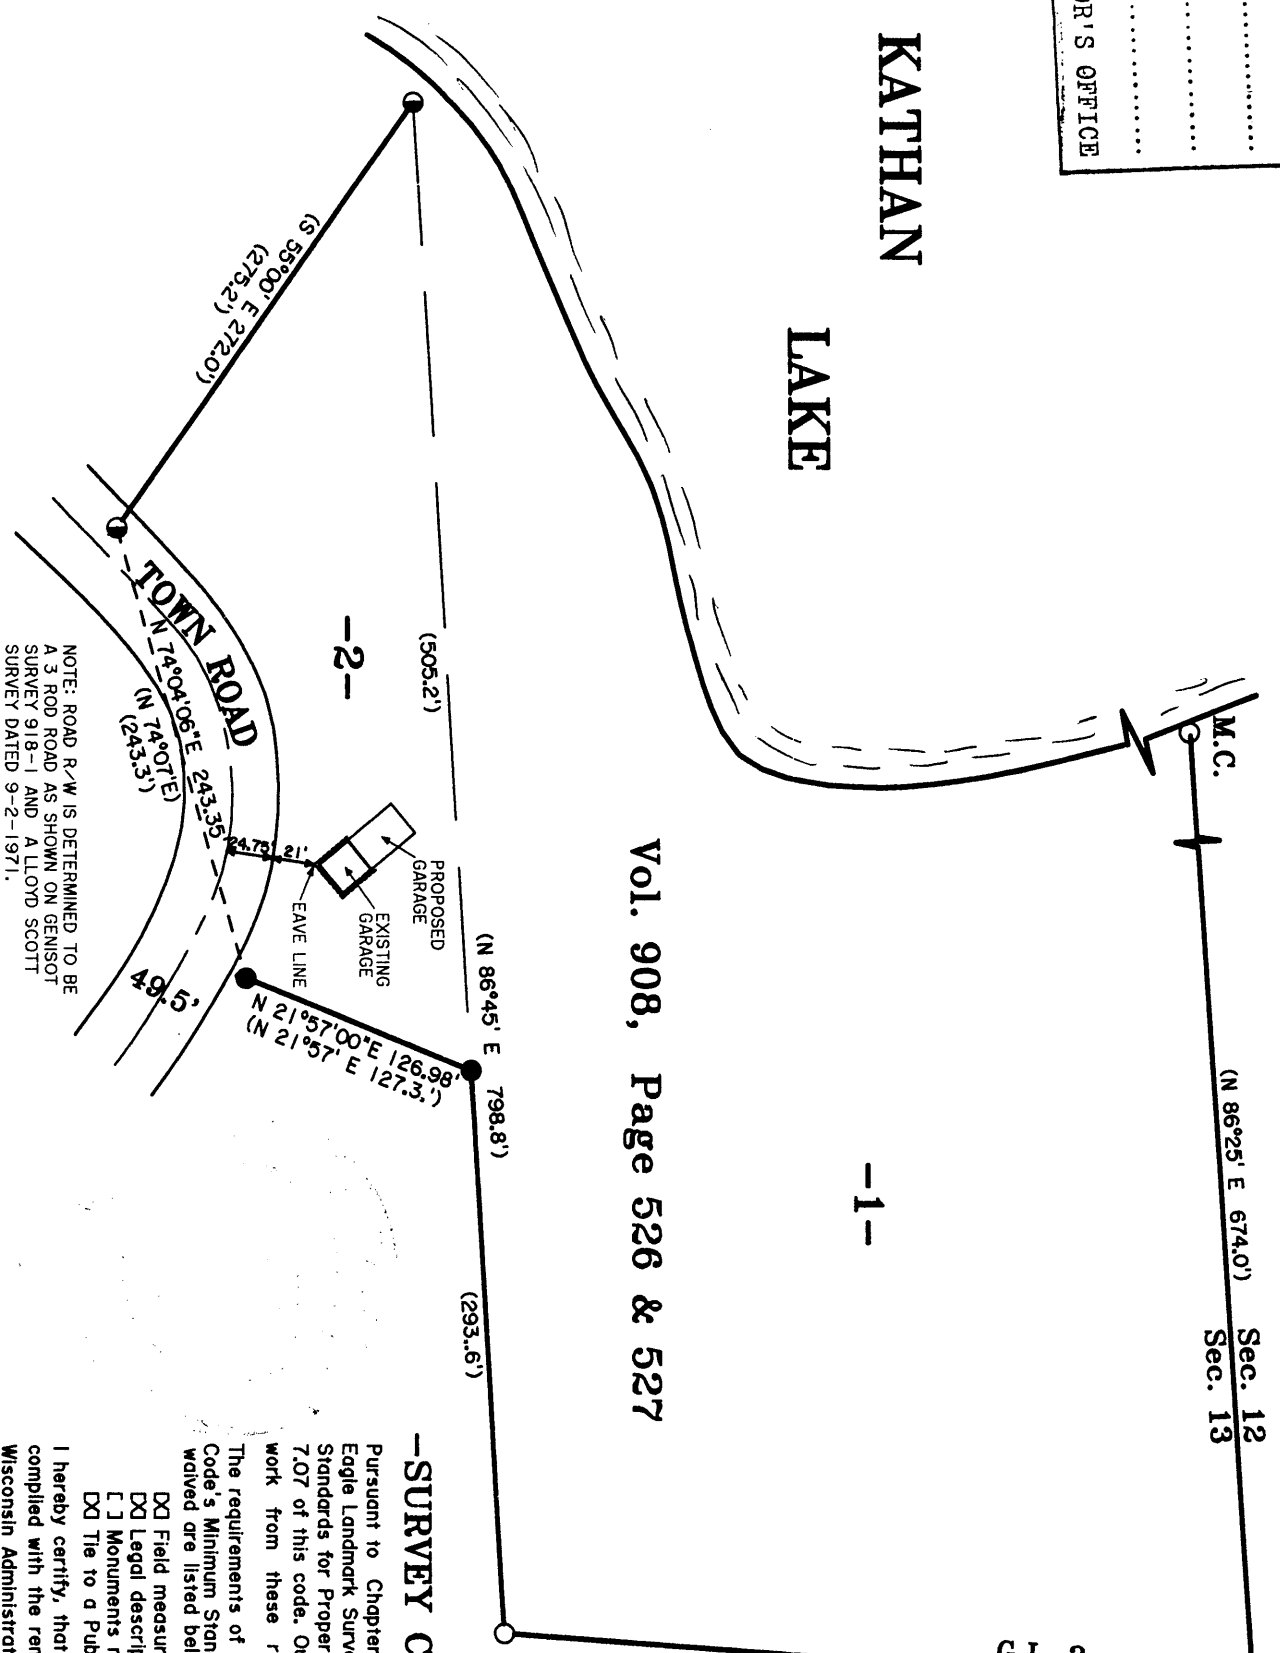 OR'S OFFICE
KATHAN
LAKE
M.C.
(N 86°25' E 674.0')
Sec. 12
Sec. 13
-1-
Vol. 908, Page 526 & 527
(505.2')
(N 86°45' E 798.8')
(293..6')
-2-
(S 55°00' E 272.0')
(275.2')
TOWN ROAD
N 74°04'06"E 243.35'
(N 74°07'E)
(243.3')
24.75'
21'
PROPOSED
GARAGE
EXISTING
GARAGE
EAVE LINE
N 21°57'00"E 126.98'
(N 21°57' E 127.3.')
49.5'
NOTE: ROAD R/W IS DETERMINED TO BE
A 3 ROD ROAD AS SHOWN ON GENISOT
SURVEY 918-1 AND A LLOYD SCOTT
SURVEY DATED 9-2-1971.
-SURVEY C
Pursuant to Chapter
Eagle Landmark Surve
Standards for Proper
7.07 of this code. Ou
work from these r
The requirements of
Code's Minimum Stan
waived are listed bel
[X] Field measur
[X] Legal descrip
[ ] Monuments r
[X] Tie to a Pub
I hereby certify, that
complied with the rer
Wisconsin Administrat